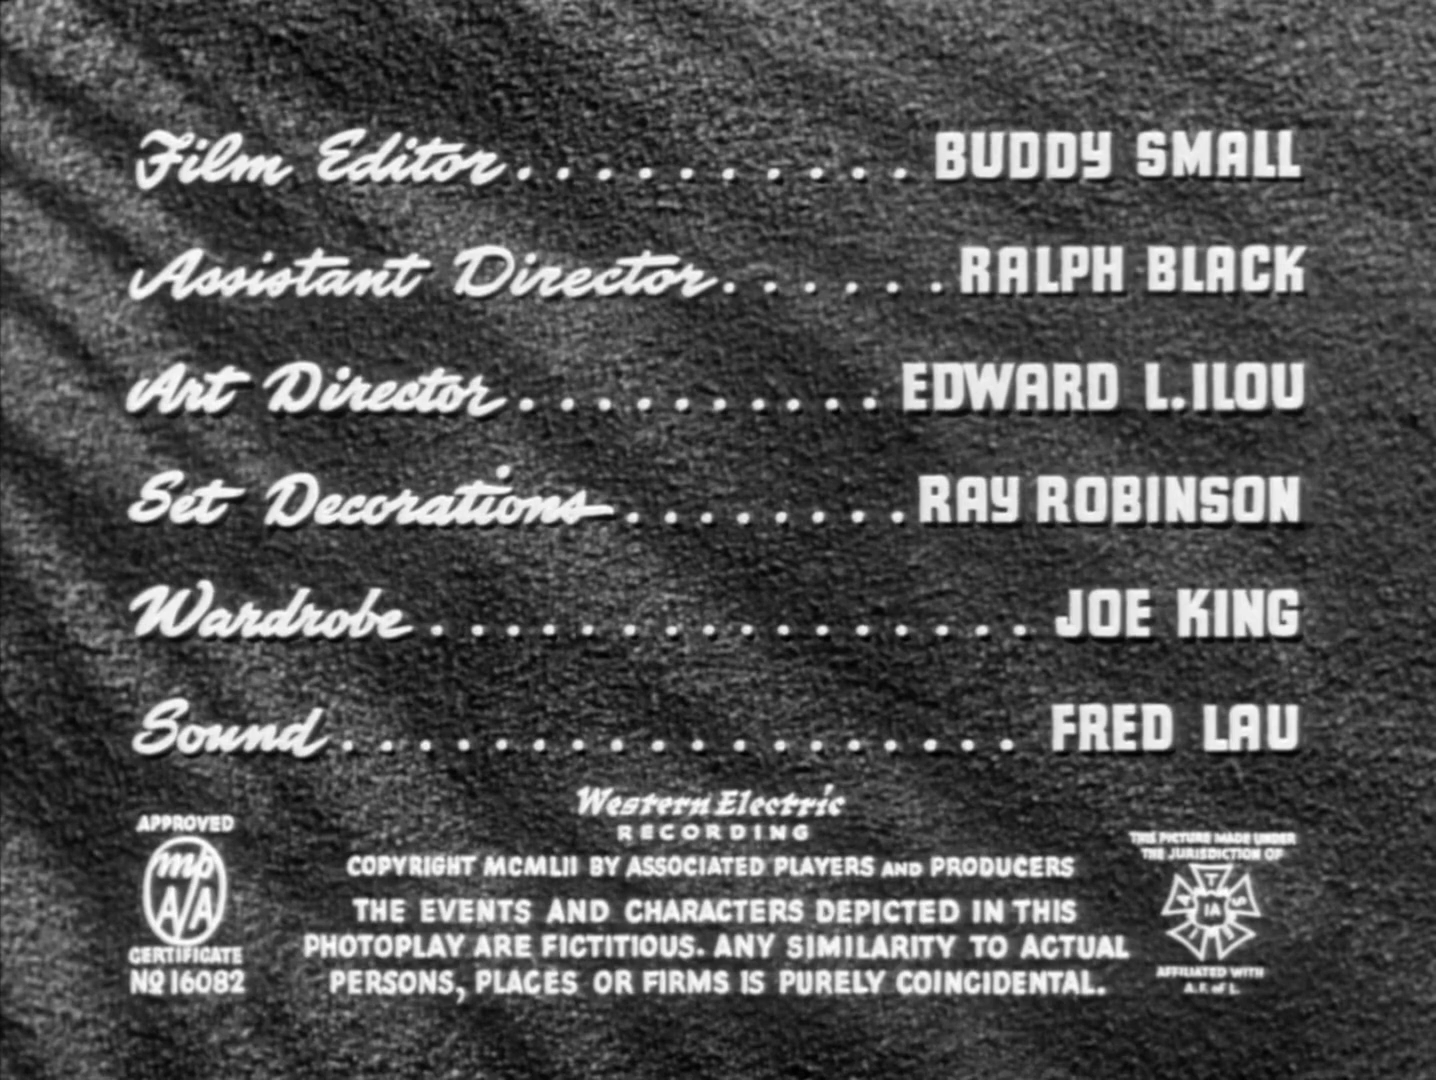 Film Editor . . . . . . . . . . . BUDDY SMALL
Assistant Director . . . . . . RALPH BLACK
Art Director . . . . . . . . . . EDWARD L. ILOU
Set Decorations . . . . . . . . RAY ROBINSON
Wardrobe . . . . . . . . . . . . . . . . JOE KING
Sound . . . . . . . . . . . . . . . . . . FRED LAU
Western Electric
RECORDING
COPYRIGHT MCMLII BY ASSOCIATED PLAYERS AND PRODUCERS
THE EVENTS AND CHARACTERS DEPICTED IN THIS
PHOTOPLAY ARE FICTITIOUS. ANY SIMILARITY TO ACTUAL
PERSONS, PLACES OR FIRMS IS PURELY COINCIDENTAL.
APPROVED
mp
A/A
CERTIFICATE
No 16082
THIS PICTURE MADE UNDER
THE JURISDICTION OF
IA T S E
AFFILIATED WITH
A.F. of L.